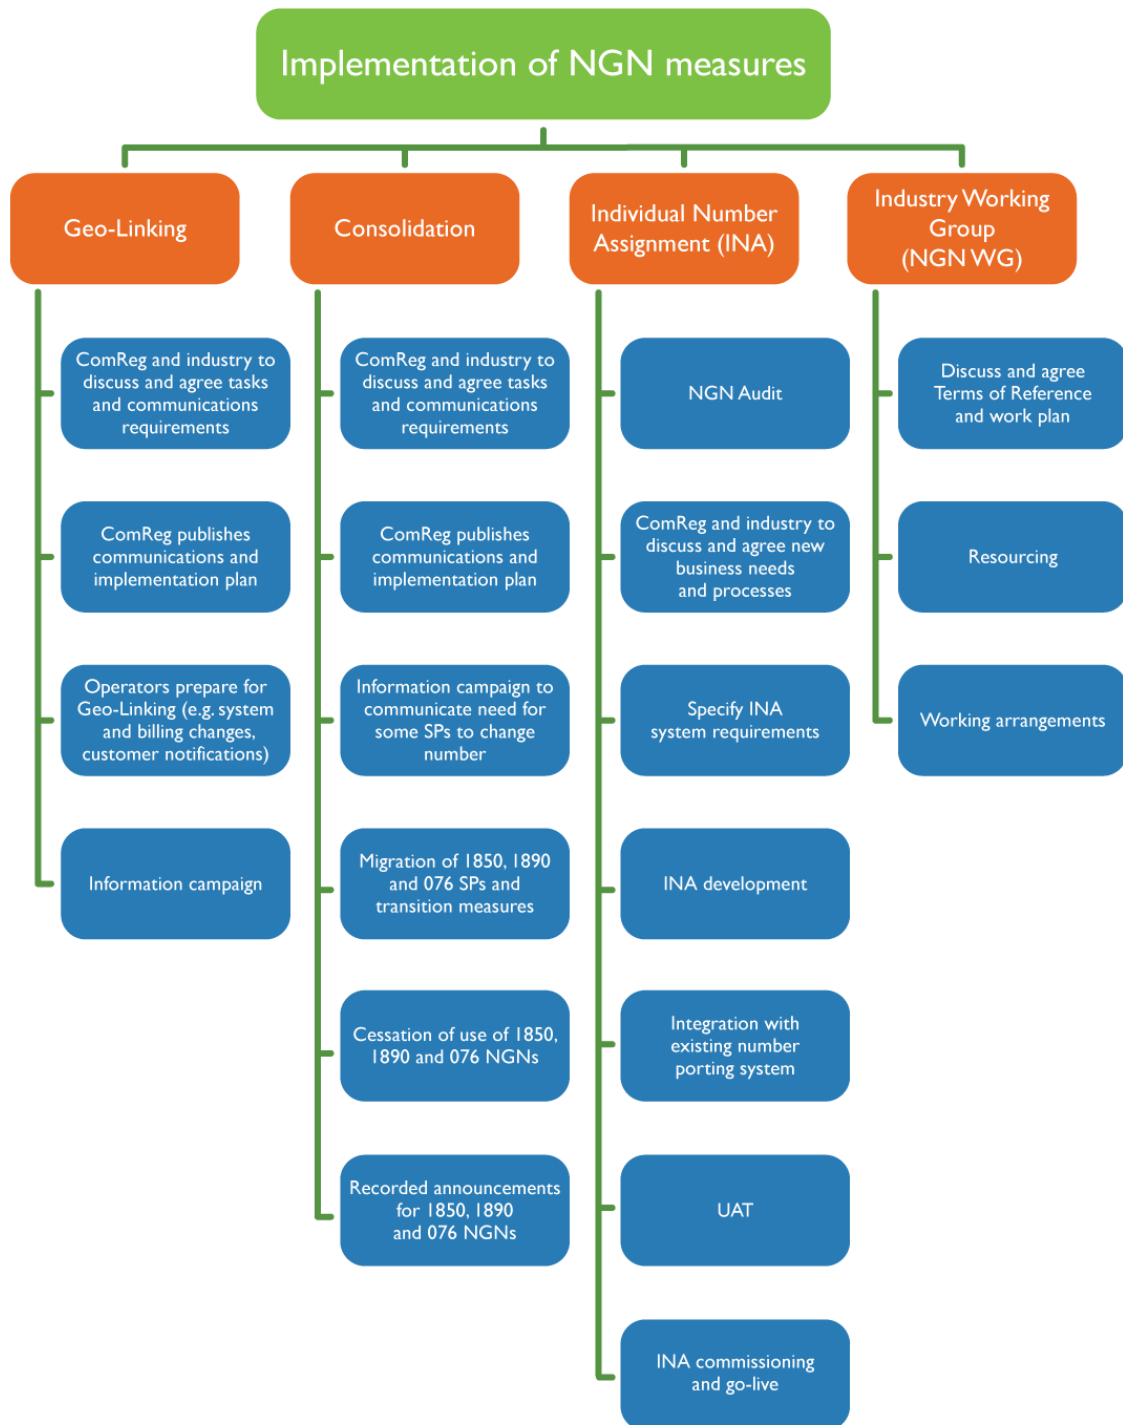 Implementation of NGN measures
Geo-Linking
ComReg and industry to
discuss and agree tasks
and communications
requirements
ComReg publishes
communications and
implementation plan
Operators prepare for
Geo-Linking (e.g. system
and billing changes,
customer notifications)
Information campaign
Consolidation
ComReg and industry to
discuss and agree tasks
and communications
requirements
ComReg publishes
communications and
implementation plan
Information campaign to
communicate need for
some SPs to change
number
Migration of 1850, 1890
and 076 SPs and
transition measures
Cessation of use of 1850,
1890 and 076 NGNs
Recorded announcements
for 1850, 1890
and 076 NGNs
Individual Number
Assignment (INA)
NGN Audit
ComReg and industry to
discuss and agree new
business needs
and processes
Specify INA
system requirements
INA development
Integration with
existing number
porting system
UAT
INA commissioning
and go-live
Industry Working
Group
(NGN WG)
Discuss and agree
Terms of Reference
and work plan
Resourcing
Working arrangements